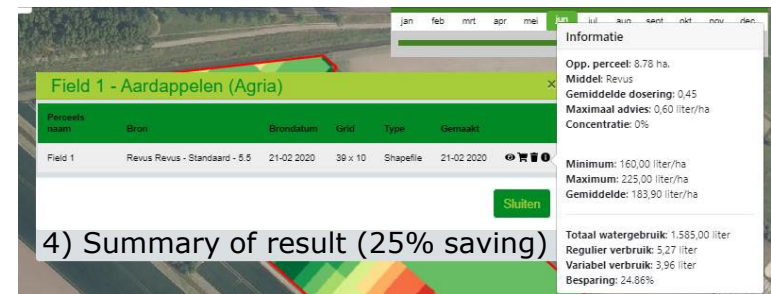 jan feb mrt apr mei jun jul aug sept okt nov dec
Informatie
Opp. perceel: 8.78 ha.
Middel: Revus
Gemiddelde dosering: 0,45
Maximaal advies: 0,60 liter/ha
Concentratie: 0%
Minimum: 160,00 liter/ha
Maximum: 225,00 liter/ha
Gemiddelde: 183,90 liter/ha
Totaal watergebruik: 1.585,00 liter
Regulier verbruik: 5,27 liter
Variabel verbruik: 3,96 liter
Besparing: 24.86%
Field 1 - Aardappelen (Agria) ×
Perceels
naam Bron Brondatum Grid Type Gemaakt
Field 1 Revus Revus - Standaard - 5.5 21-02 2020 39 x 10 Shapefile 21-02 2020
Sluiten
4) Summary of result (25% saving)